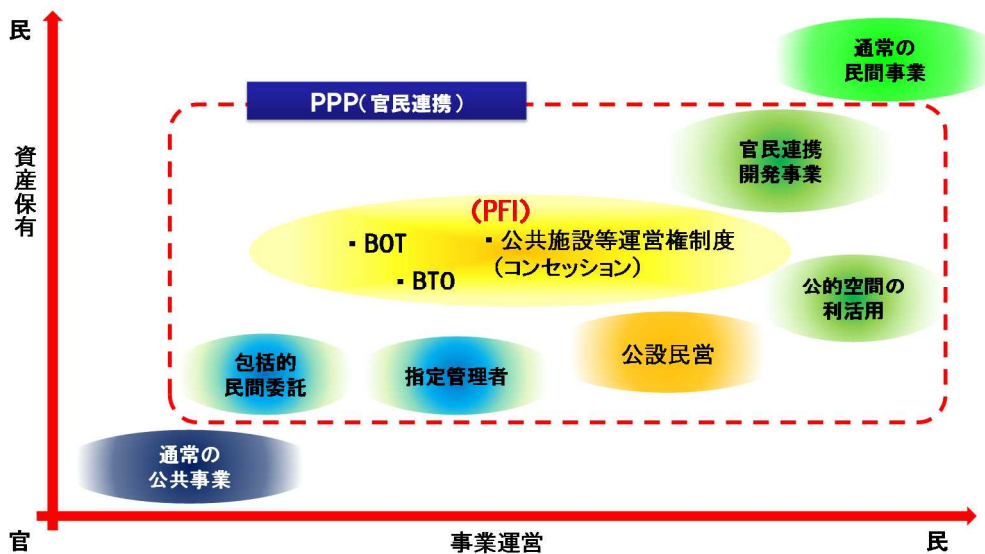 民
通常の
民間事業
PPP(官民連携)
官民連携
開発事業
資産保有
(PFI)
・BOT
・公共施設等運営権制度
(コンセッション)
・BTO
公的空間の
利活用
公設民営
包括的
民間委託
指定管理者
通常の
公共事業
官
事業運営
民